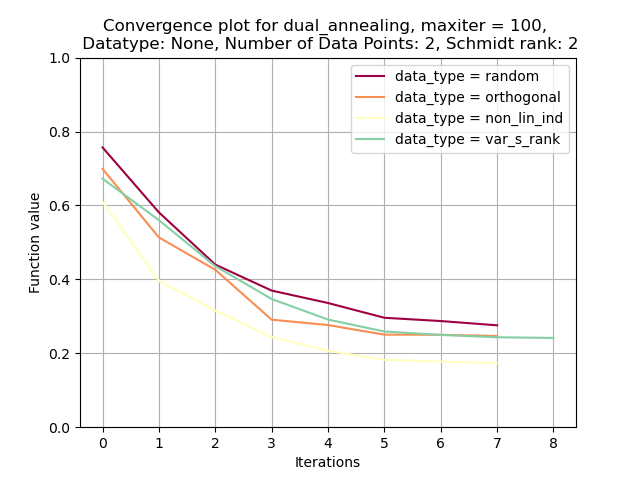 Convergence plot for dual_annealing, maxiter = 100,
Datatype: None, Number of Data Points: 2, Schmidt rank: 2
1.0
0.8
0.6
0.4
0.2
0.0
Function value
data_type = random
data_type = orthogonal
data_type = non_lin_ind
data_type = var_s_rank
0 1 2 3 4 5 6 7 8
Iterations